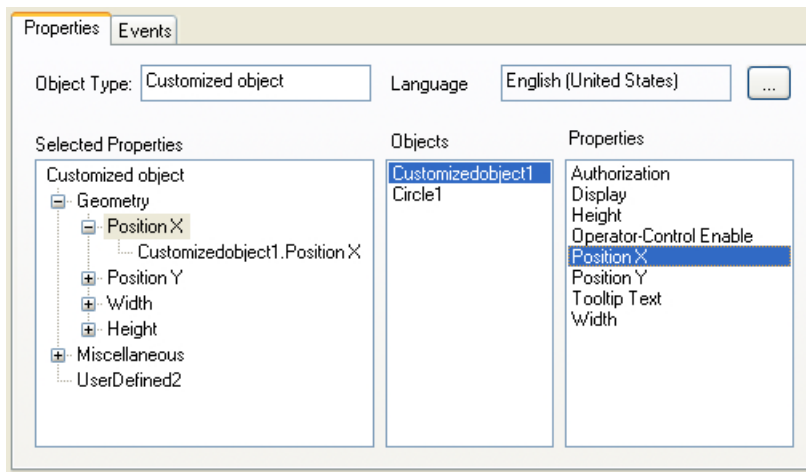 Properties Events
Object Type: Customized object Language English (United States) ...
Selected Properties Objects Properties
Customized object
Geometry
Position X
Customizedobject1.Position X
Position Y
Width
Height
Miscellaneous
UserDefined2
Customizedobject1
Circle1
Authorization
Display
Height
Operator-Control Enable
Position X
Position Y
Tooltip Text
Width